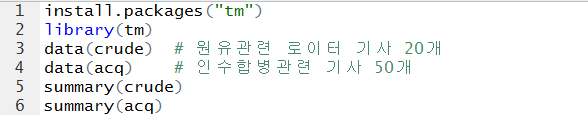 1 install.packages("tm")
2 library(tm)
3 data(crude)  # 원유관련 로이터 기사 20개
4 data(acq)    # 인수합병관련 기사 50개
5 summary(crude)
6 summary(acq)